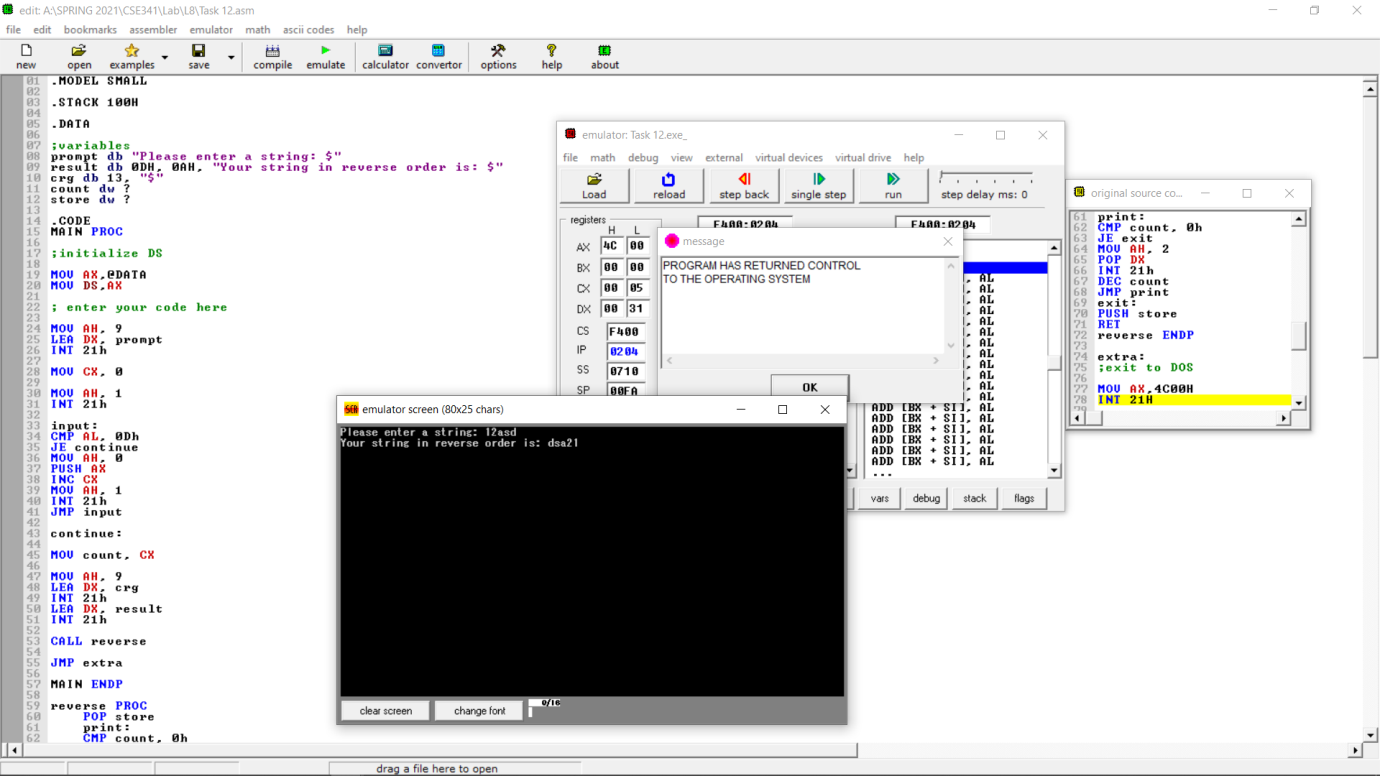 edit: A:\SPRING 2021\CSE341\Lab\L8\Task 12.asm
file edit bookmarks assembler emulator math ascii codes help
new open examples save compile emulate calculator convertor options help about
01 .MODEL SMALL
02
03 .STACK 100H
04
05 .DATA
06
07 ;variables
08 prompt db "Please enter a string: $"
09 result db 0DH, 0AH, "Your string in reverse order is: $"
10 crg db 13, "$"
11 count dw ?
12 store dw ?
13
14 .CODE
15 MAIN PROC
16
17 ;initialize DS
18
19 MOV AX,@DATA
20 MOV DS,AX
21
22 ; enter your code here
23
24 MOV AH, 9
25 LEA DX, prompt
26 INT 21h
27
28 MOV CX, 0
29
30 MOV AH, 1
31 INT 21h
32
33 input:
34 CMP AL, 0Dh
35 JE continue
36 MOV AH, 0
37 PUSH AX
38 INC CX
39 MOV AH, 1
40 INT 21h
41 JMP input
42
43 continue:
44
45 MOV count, CX
46
47 MOV AH, 9
48 LEA DX, crg
49 INT 21h
50 LEA DX, result
51 INT 21h
52
53 CALL reverse
54
55 JMP extra
56
57 MAIN ENDP
58
59 reverse PROC
60 POP store
61 print:
62 CMP count, 0h
emulator: Task 12.exe_
file math debug view external virtual devices virtual drive help
Load reload step back single step run step delay ms: 0
registers F400:0204 F400:0204
H L
AX 4C 00
BX 00 00
CX 00 05
DX 00 31
CS F400
IP 0204
SS 0710
SP 00FA
, AL
, AL
, AL
, AL
, AL
, AL
, AL
, AL
, AL
, AL
, AL
, AL
ADD [BX + SI], AL
ADD [BX + SI], AL
ADD [BX + SI], AL
ADD [BX + SI], AL
ADD [BX + SI], AL
ADD [BX + SI], AL
...
vars debug stack flags
message
PROGRAM HAS RETURNED CONTROL
TO THE OPERATING SYSTEM
OK
original source co...
61 print:
62 CMP count, 0h
63 JE exit
64 MOV AH, 2
65 POP DX
66 INT 21h
67 DEC count
68 JMP print
69 exit:
70 PUSH store
71 RET
72 reverse ENDP
73
74 extra:
75 ;exit to DOS
76
77 MOV AX,4C00H
78 INT 21H
79
emulator screen (80x25 chars)
Please enter a string: 12asd
Your string in reverse order is: dsa21
clear screen change font 0/16
drag a file here to open